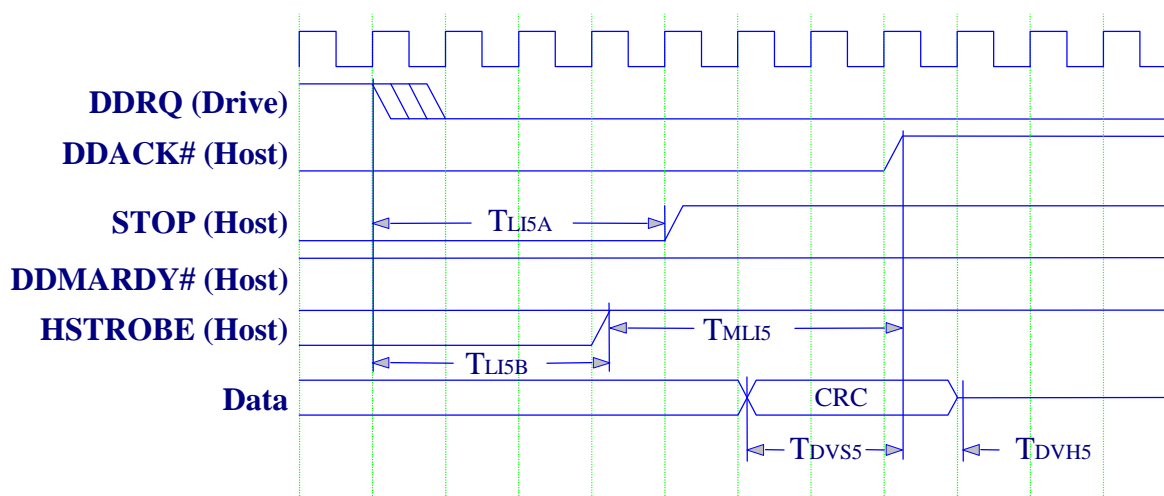 DDRQ (Drive)
DDACK# (Host)
STOP (Host)
TLI5A
DDMARDY# (Host)
HSTROBE (Host)
TMLI5
TLI5B
Data
CRC
TDVS5
TDVH5